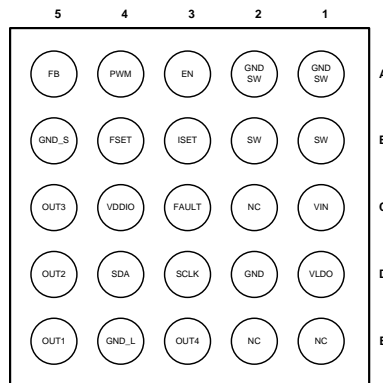 5 4 3 2 1
FB PWM EN GND SW GND SW A
GND_S FSET ISET SW SW B
OUT3 VDDIO FAULT NC VIN C
OUT2 SDA SCLK GND VLDO D
OUT1 GND_L OUT4 NC NC E